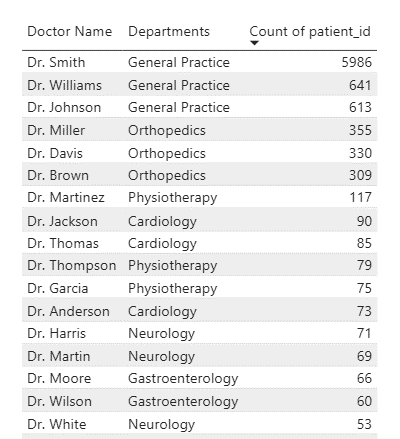 Doctor Name Departments Count of patient_id
Dr. Smith General Practice 5986
Dr. Williams General Practice 641
Dr. Johnson General Practice 613
Dr. Miller Orthopedics 355
Dr. Davis Orthopedics 330
Dr. Brown Orthopedics 309
Dr. Martinez Physiotherapy 117
Dr. Jackson Cardiology 90
Dr. Thomas Cardiology 85
Dr. Thompson Physiotherapy 79
Dr. Garcia Physiotherapy 75
Dr. Anderson Cardiology 73
Dr. Harris Neurology 71
Dr. Martin Neurology 69
Dr. Moore Gastroenterology 66
Dr. Wilson Gastroenterology 60
Dr. White Neurology 53